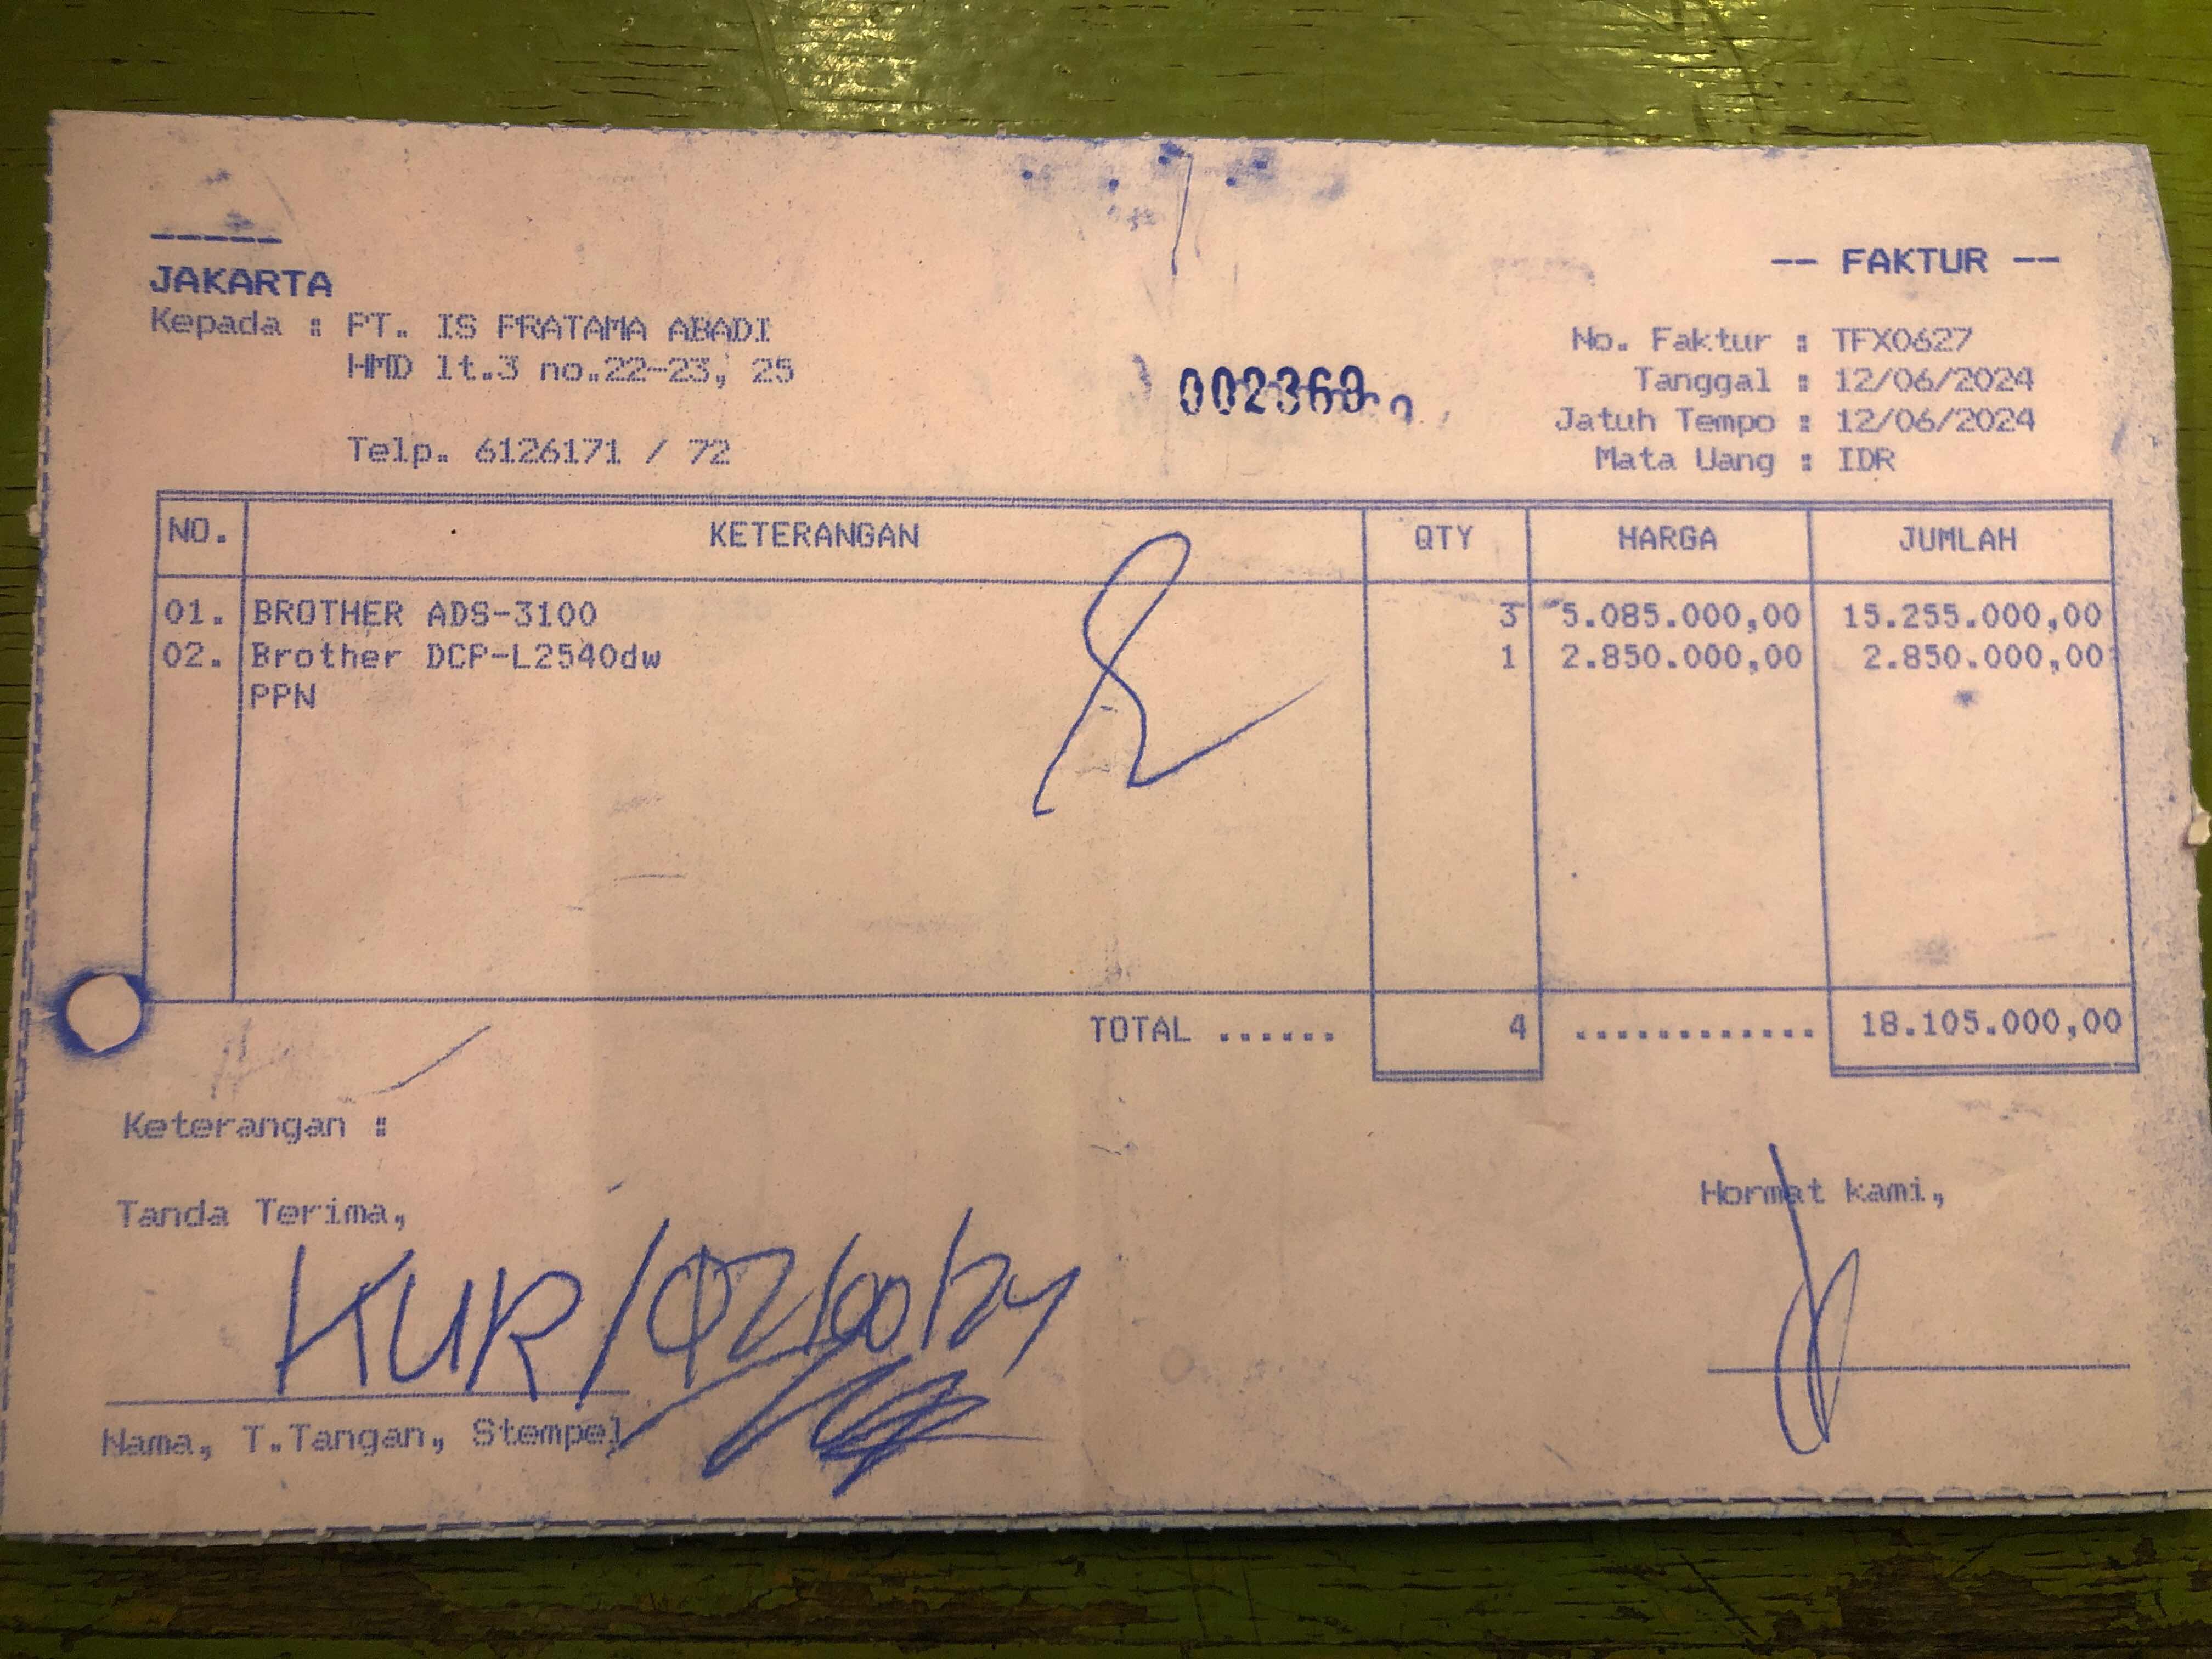 -----
JAKARTA
-- FAKTUR --
Kepada : PT. IS PRATAMA ABADI
HMD lt.3 no.22-23, 25
Telp. 6126171 / 72
No. Faktur : TFX0627
Tanggal : 12/06/2024
Jatuh Tempo : 12/06/2024
Mata Uang : IDR
NO. KETERANGAN QTY HARGA JUMLAH
01. BROTHER ADS-3100 3 5.085.000,00 15.255.000,00
02. Brother DCP-L2540dw 1 2.850.000,00 2.850.000,00
PPN
TOTAL ...... 4 ............ 18.105.000,00
Keterangan :
Tanda Terima,
Hormat kami,
KUR
Nama, T.Tangan, Stempel